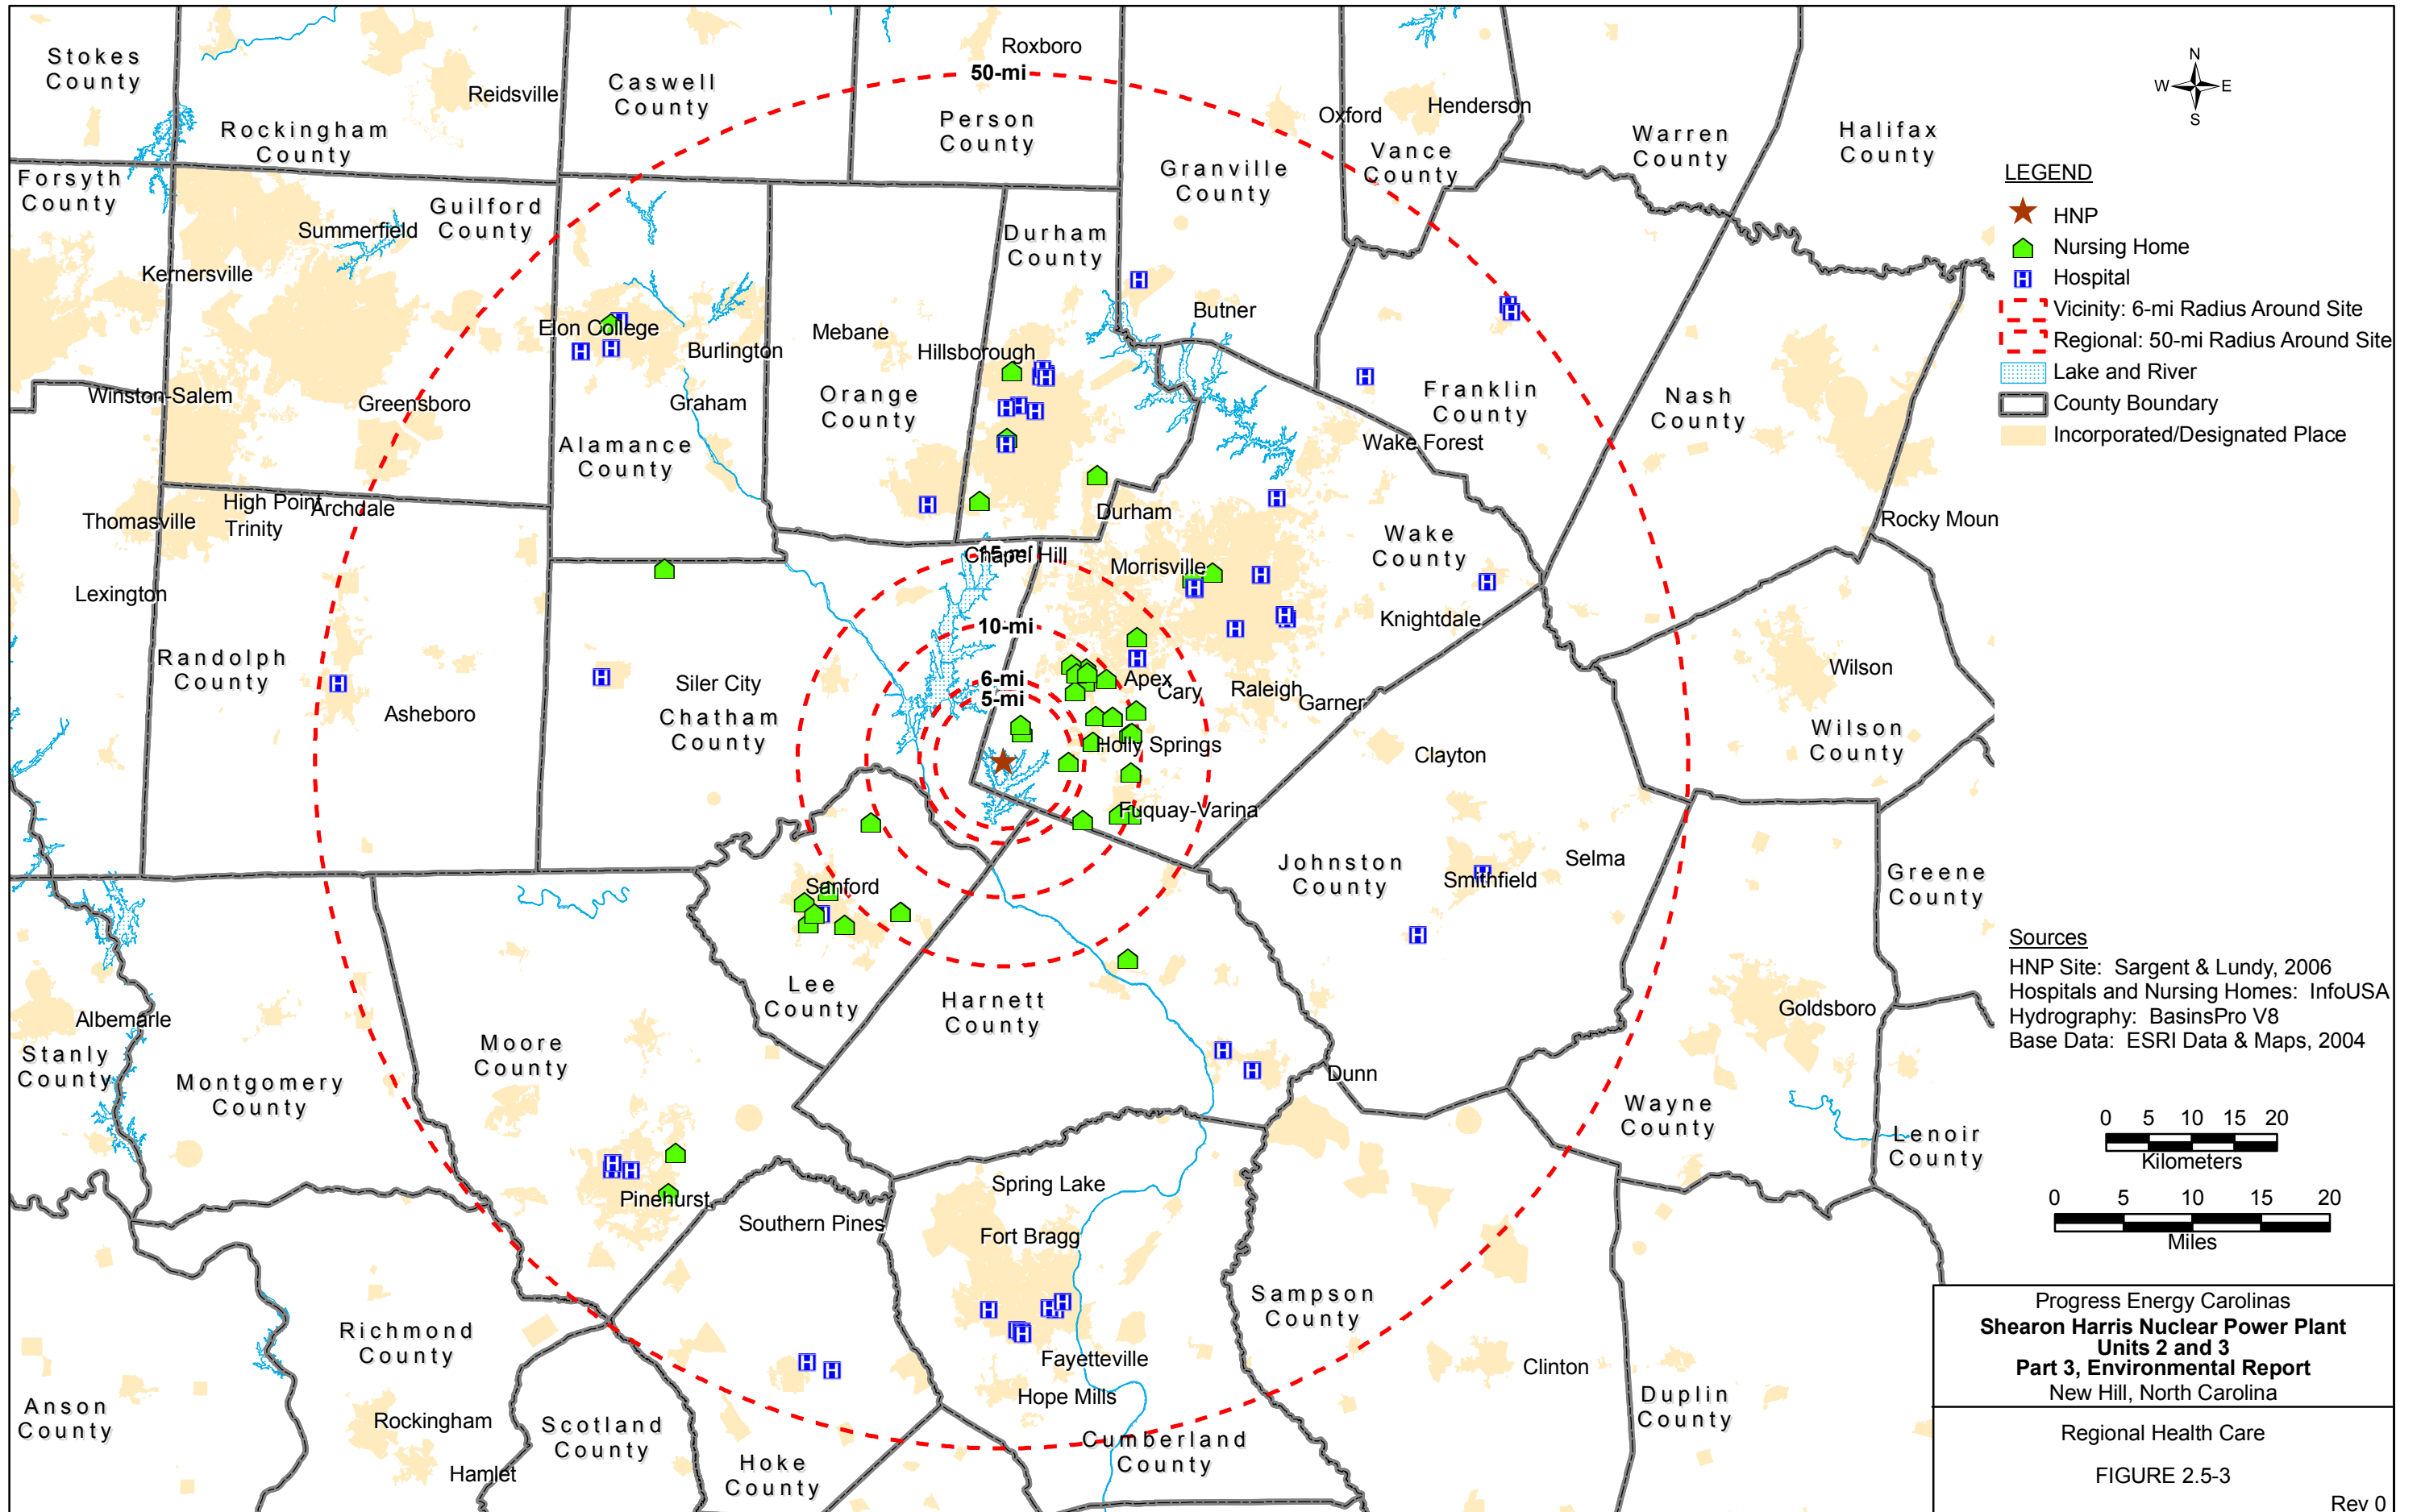 Stokes
County
Reidsville
Caswell
County
Roxboro
50-mi
Person
County
Rockingham
County
Forsyth
County
Guilford
County
Summerfield
Kernersville
Granville
County
Oxford
Henderson
Vance
County
Warren
County
Halifax
County
N
W
E
S
LEGEND
HNP
Nursing Home
Hospital
Vicinity: 6-mi Radius Around Site
Regional: 50-mi Radius Around Site
Lake and River
County Boundary
Incorporated/Designated Place
Durham
County
Butner
Elon College
Burlington
Mebane
Hillsborough
Orange
County
Winston-Salem
Greensboro
Graham
Alamance
County
Franklin
County
Nash
County
Wake Forest
High Point
Archdale
Thomasville
Trinity
Durham
Rocky Moun
Wake
County
15-mi
Chapel Hill
Morrisville
Lexington
10-mi
Knightdale
Randolph
County
Siler City
6-mi
5-mi
Apex
Cary
Raleigh
Garner
Wilson
Asheboro
Chatham
County
Holly Springs
Clayton
Wilson
County
Fuquay-Varina
Johnston
County
Selma
Smithfield
Greene
County
Sanford
Sources
HNP Site: Sargent & Lundy, 2006
Hospitals and Nursing Homes: InfoUSA
Hydrography: BasinsPro V8
Base Data: ESRI Data & Maps, 2004
Lee
County
Harnett
County
Goldsboro
Albemarle
Stanly
County
Montgomery
County
Moore
County
Dunn
Wayne
County
Lenoir
County
0 5 10 15 20
Kilometers
0 5 10 15 20
Miles
Pinehurst
Southern Pines
Spring Lake
Fort Bragg
Sampson
County
Richmond
County
Fayetteville
Hope Mills
Clinton
Duplin
County
Anson
County
Rockingham
Scotland
County
Hamlet
Hoke
County
Cumberland
County
Progress Energy Carolinas
Shearon Harris Nuclear Power Plant
Units 2 and 3
Part 3, Environmental Report
New Hill, North Carolina
Regional Health Care
FIGURE 2.5-3
Rev 0